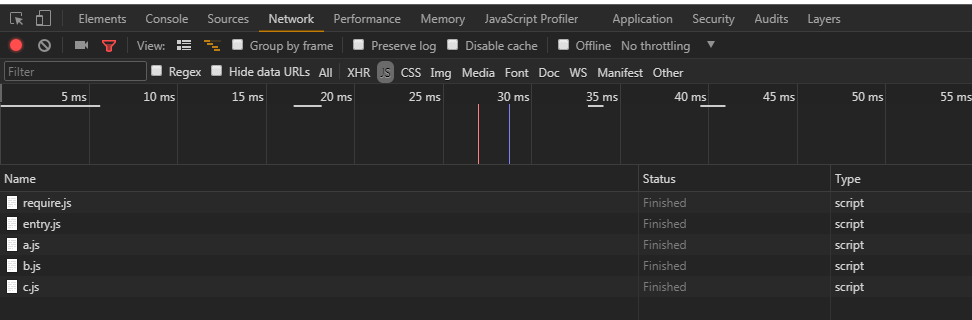 Elements Console Sources Network Performance Memory JavaScript Profiler Application Security Audits Layers
View: Group by frame Preserve log Disable cache Offline No throttling
Filter Regex Hide data URLs All XHR JS CSS Img Media Font Doc WS Manifest Other
5 ms 10 ms 15 ms 20 ms 25 ms 30 ms 35 ms 40 ms 45 ms 50 ms 55 ms
Name Status Type
require.js Finished script
entry.js Finished script
a.js Finished script
b.js Finished script
c.js Finished script